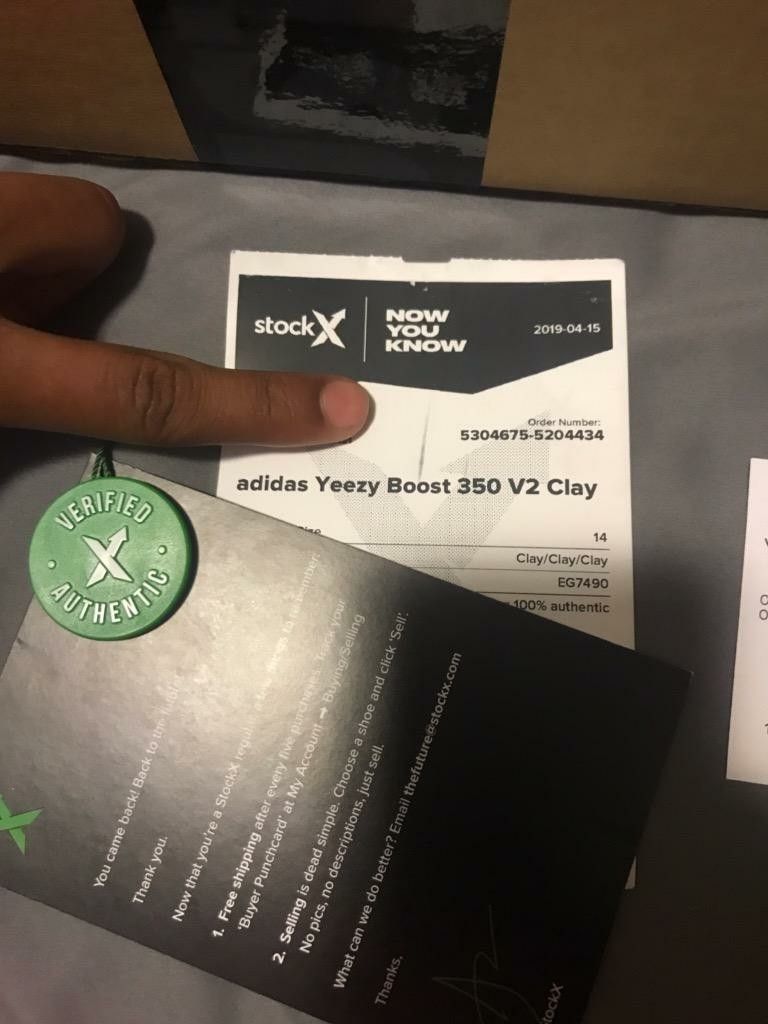 stockX
NOW
YOU
KNOW
2019-04-15
Order Number:
5304675-5204434
adidas Yeezy Boost 350 V2 Clay
14
Clay/Clay/Clay
EG7490
100% authentic
VERIFIED
X
AUTHENTIC
You came back! Back to the
Thank you.
Now that you're a StockX
1. Free shipping after every five purchases. Track your
'Buyer Punchcard' at My Account → Buying/Selling
2. Selling is dead simple. Choose a shoe and click 'Sell'.
No pics, no descriptions, just sell.
What can we do better? Email thefuture@stockx.com
Thanks,